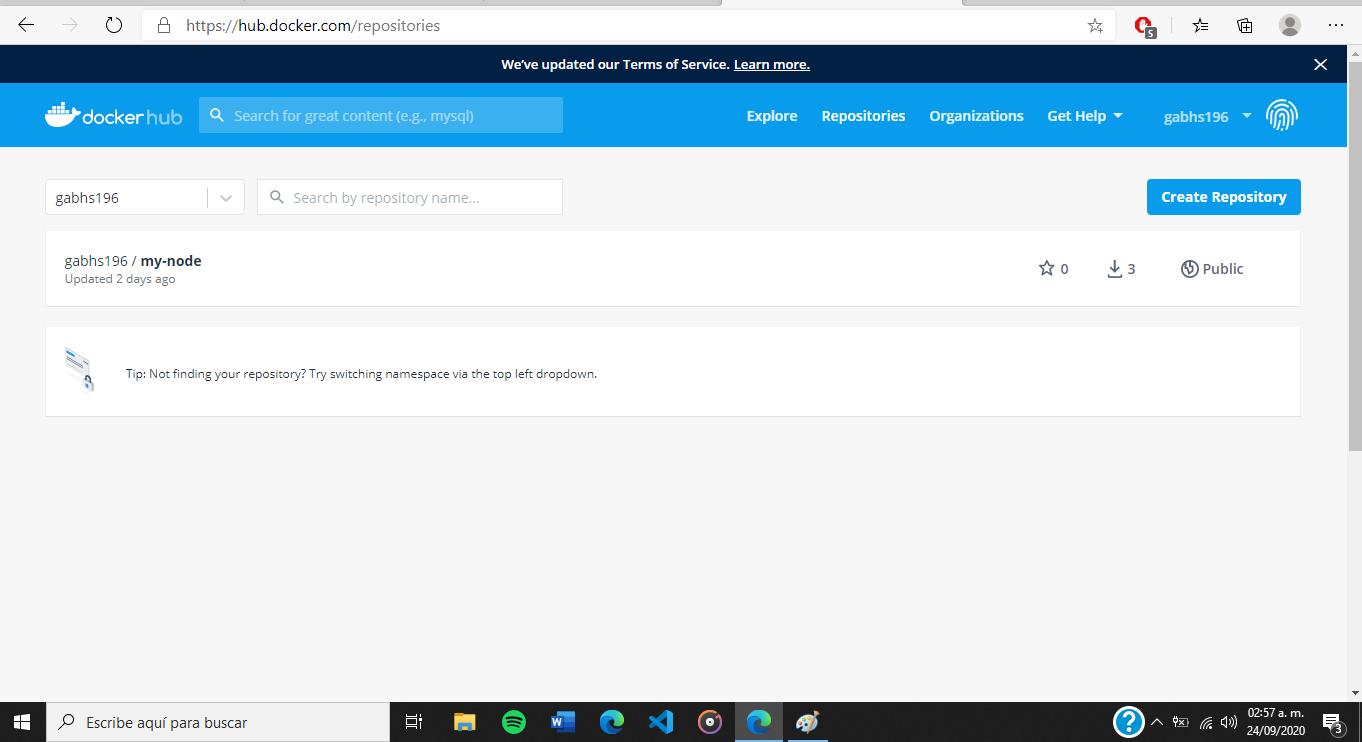 https://hub.docker.com/repositories
5
We've updated our Terms of Service. Learn more.
docker hub
Search for great content (e.g., mysql)
Explore
Repositories
Organizations
Get Help
gabhs196
gabhs196
Search by repository name...
Create Repository
gabhs196 / my-node
Updated 2 days ago
0
3
Public
Tip: Not finding your repository? Try switching namespace via the top left dropdown.
Escribe aquí para buscar
W
?
02:57 a. m.
24/09/2020
3